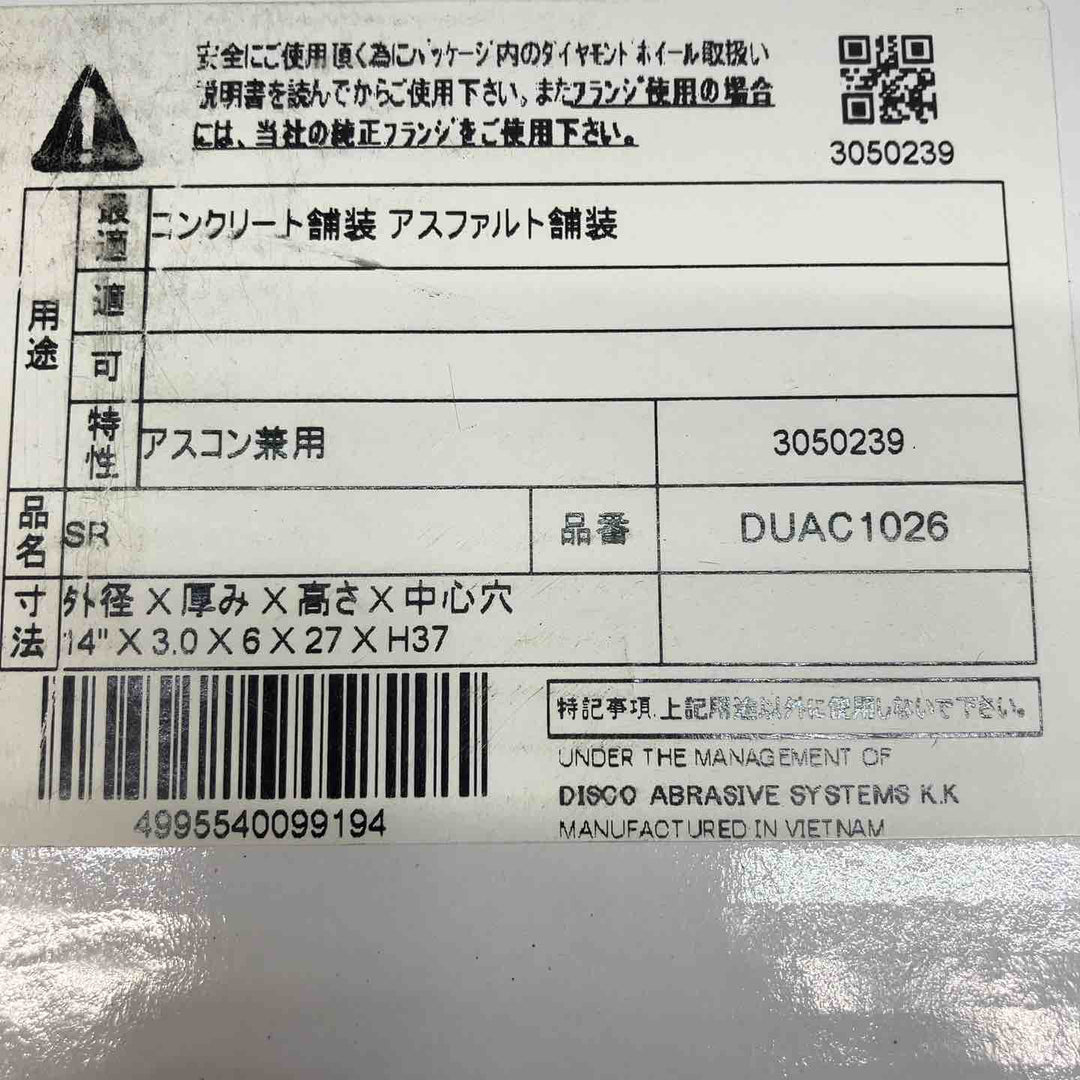 安全にご使用頂く為にパッケージ内のダイヤモンドホイール取扱い
説明書を読んでからご使用下さい。またフランジ使用の場合
には、当社の純正フランジをご使用下さい。
3050239
用途
最適 コンクリート舗装 アスファルト舗装
適
可
特性 アスコン兼用 3050239
品名 SR 品番 DUAC1026
寸法 外径×厚み×高さ×中心穴
14"×3.0×6×27×H37
4995540099194
特記事項.上記用途以外に使用しないで下さい。
UNDER THE MANAGEMENT OF
DISCO ABRASIVE SYSTEMS K.K
MANUFACTURED IN VIETNAM